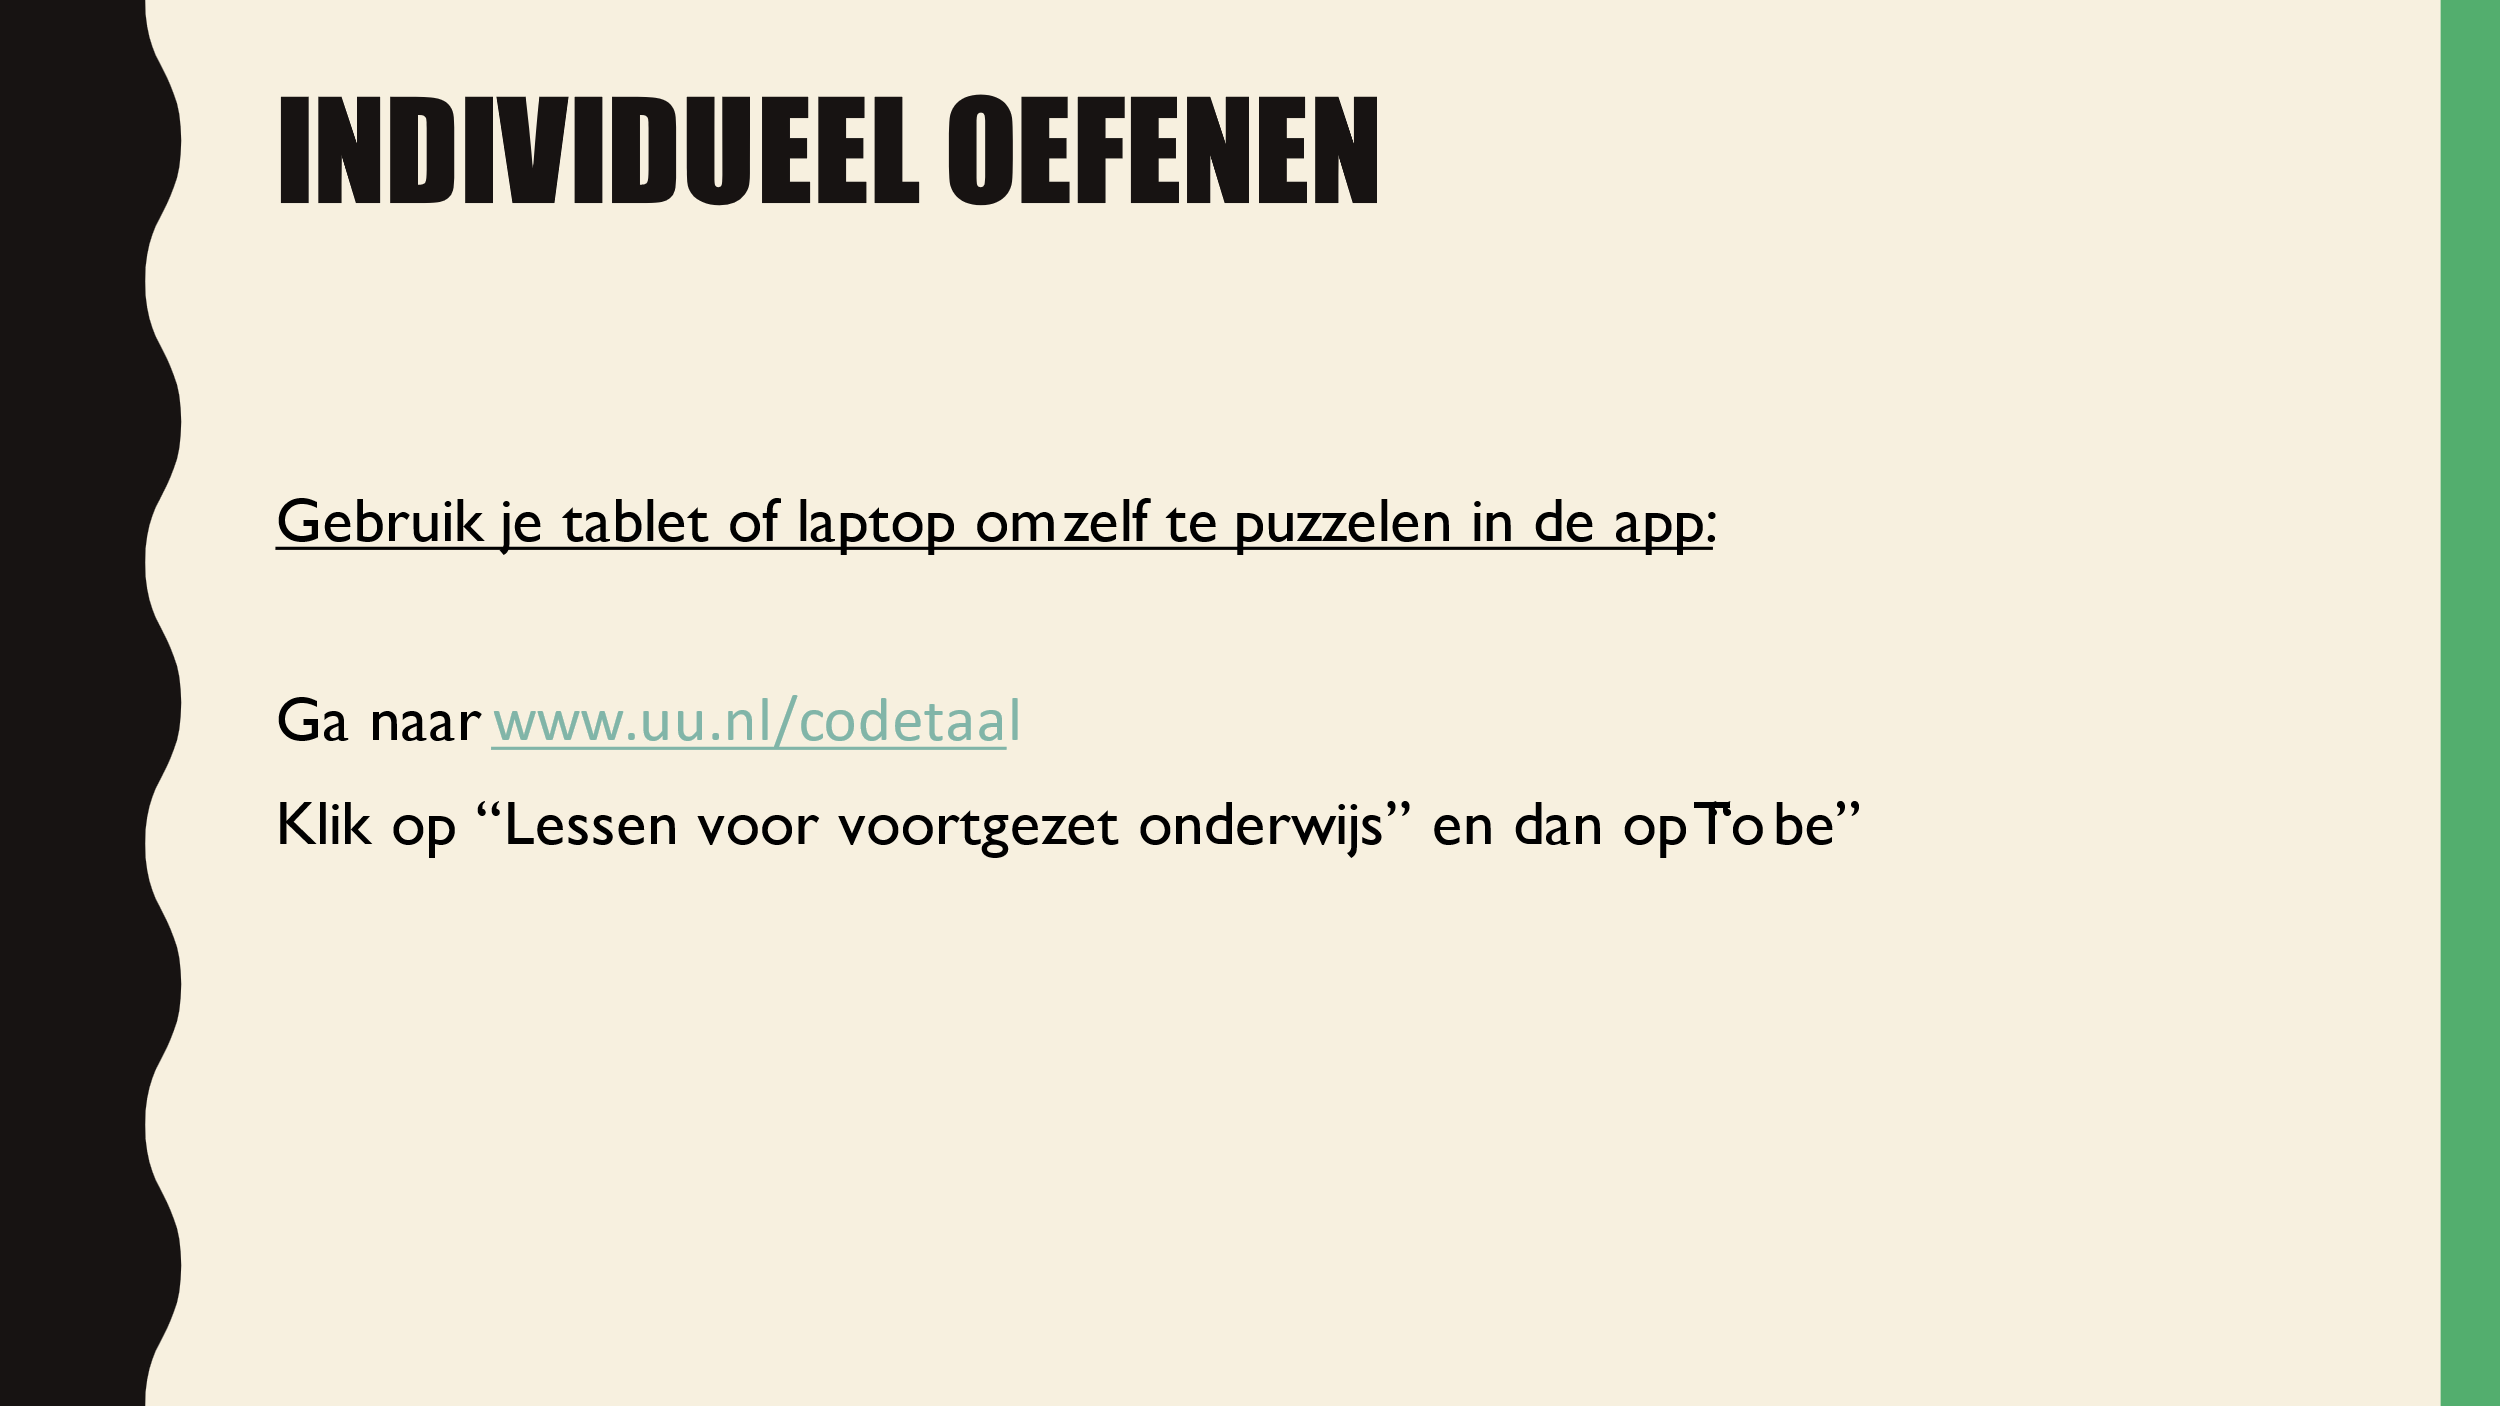 INDIVIDUEEL OEFENEN
Gebruik je tablet of laptop om zelf te puzzelen in de app:
Ga naar www.uu.nl/codetaal
Klik op “Lessen voor voortgezet onderwijs” en dan op “To be”